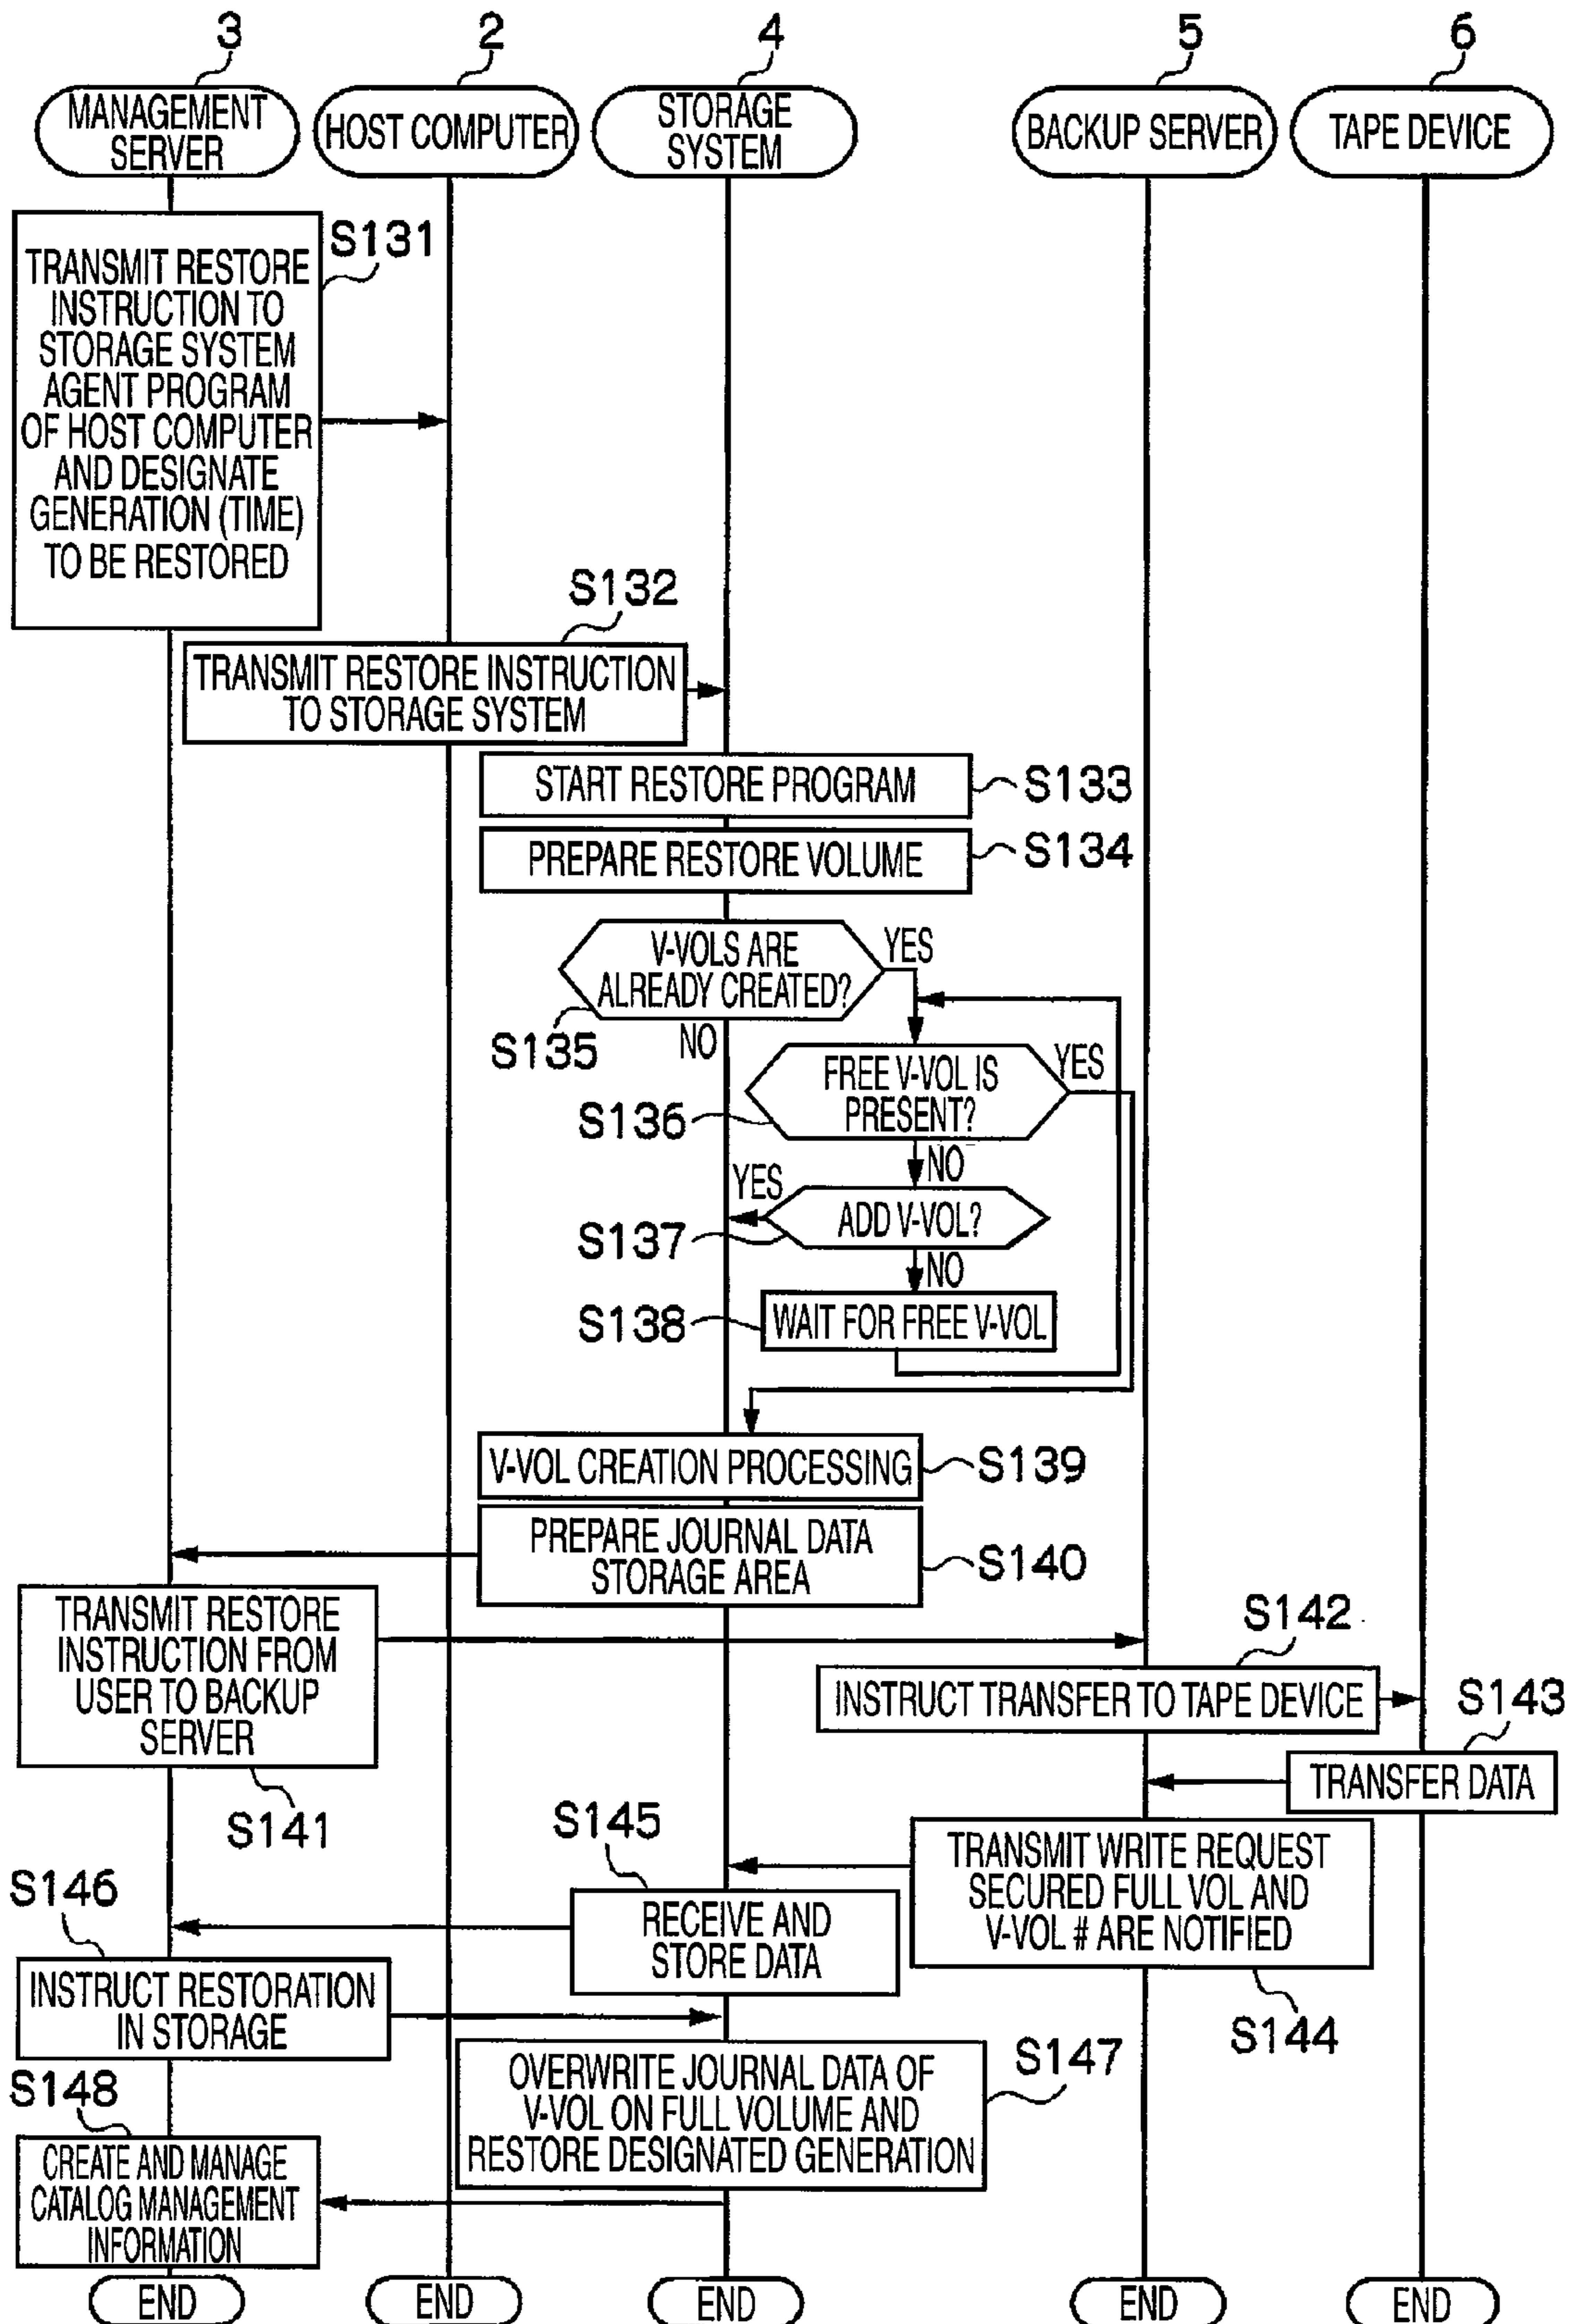 3
2
4
5
6
MANAGEMENT
SERVER
HOST COMPUTER
STORAGE
SYSTEM
BACKUP SERVER
TAPE DEVICE
S131
TRANSMIT RESTORE
INSTRUCTION TO
STORAGE SYSTEM
AGENT PROGRAM
OF HOST COMPUTER
AND DESIGNATE
GENERATION (TIME)
TO BE RESTORED
S132
TRANSMIT RESTORE INSTRUCTION
TO STORAGE SYSTEM
START RESTORE PROGRAM
S133
PREPARE RESTORE VOLUME
S134
V-VOLS ARE
ALREADY CREATED?
YES
S135
NO
FREE V-VOL IS
PRESENT?
YES
S136
NO
YES
ADD V-VOL?
S137
NO
S138
WAIT FOR FREE V-VOL
V-VOL CREATION PROCESSING
S139
PREPARE JOURNAL DATA
STORAGE AREA
S140
TRANSMIT RESTORE
INSTRUCTION FROM
USER TO BACKUP
SERVER
S141
S142
INSTRUCT TRANSFER TO TAPE DEVICE
S143
TRANSFER DATA
TRANSMIT WRITE REQUEST
SECURED FULL VOL AND
V-VOL # ARE NOTIFIED
S144
S145
RECEIVE AND
STORE DATA
S146
INSTRUCT RESTORATION
IN STORAGE
OVERWRITE JOURNAL DATA OF
V-VOL ON FULL VOLUME AND
RESTORE DESIGNATED GENERATION
S147
S148
CREATE AND MANAGE
CATALOG MANAGEMENT
INFORMATION
END
END
END
END
END